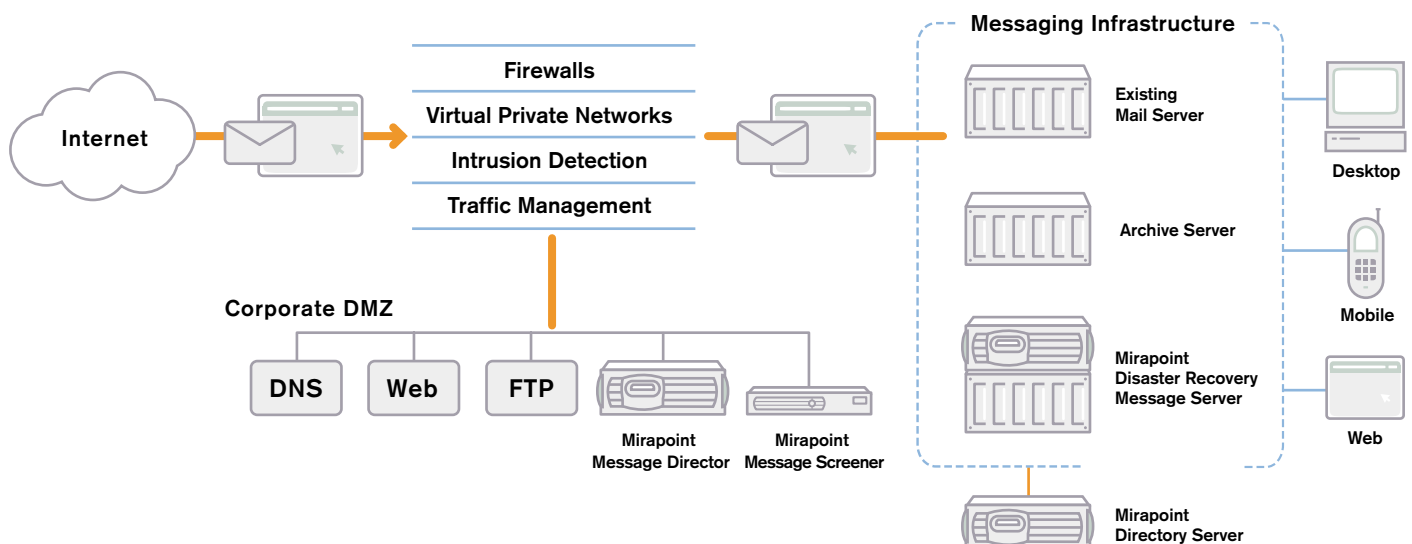 Messaging Infrastructure
Internet
Firewalls
Virtual Private Networks
Intrusion Detection
Traffic Management
Existing
Mail Server
Archive Server
Mirapoint
Disaster Recovery
Message Server
Desktop
Mobile
Web
Corporate DMZ
DNS
Web
FTP
Mirapoint
Message Director
Mirapoint
Message Screener
Mirapoint
Directory Server